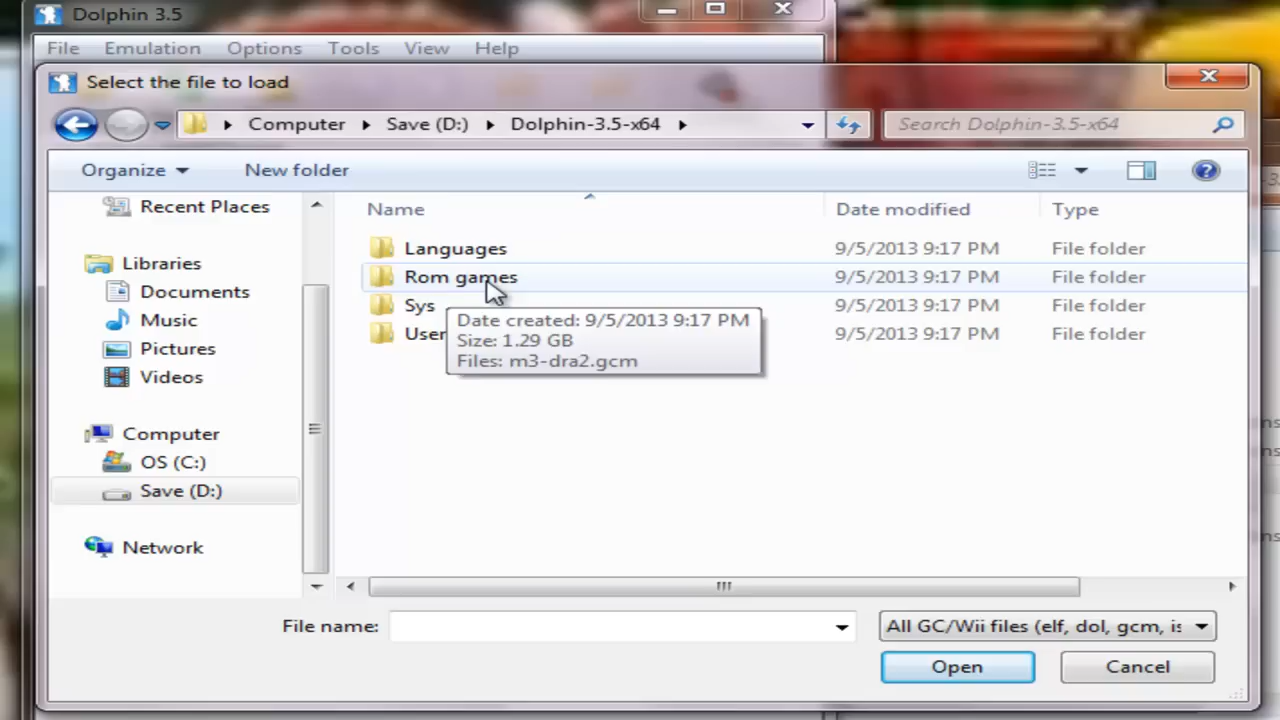 Dolphin 3.5
File Emulation Options Tools View Help
Select the file to load
Computer Save (D:) Dolphin-3.5-x64
Search Dolphin-3.5-x64
Organize New folder
Recent Places
Libraries
Documents
Music
Pictures
Videos
Computer
OS (C:)
Save (D:)
Network
Name Date modified Type
Languages 9/5/2013 9:17 PM File folder
Rom games 9/5/2013 9:17 PM File folder
Sys 9/5/2013 9:17 PM File folder
User 9/5/2013 9:17 PM File folder
Date created: 9/5/2013 9:17 PM
Size: 1.29 GB
Files: m3-dra2.gcm
File name:
All GC/Wii files (elf, dol, gcm, is
Open Cancel